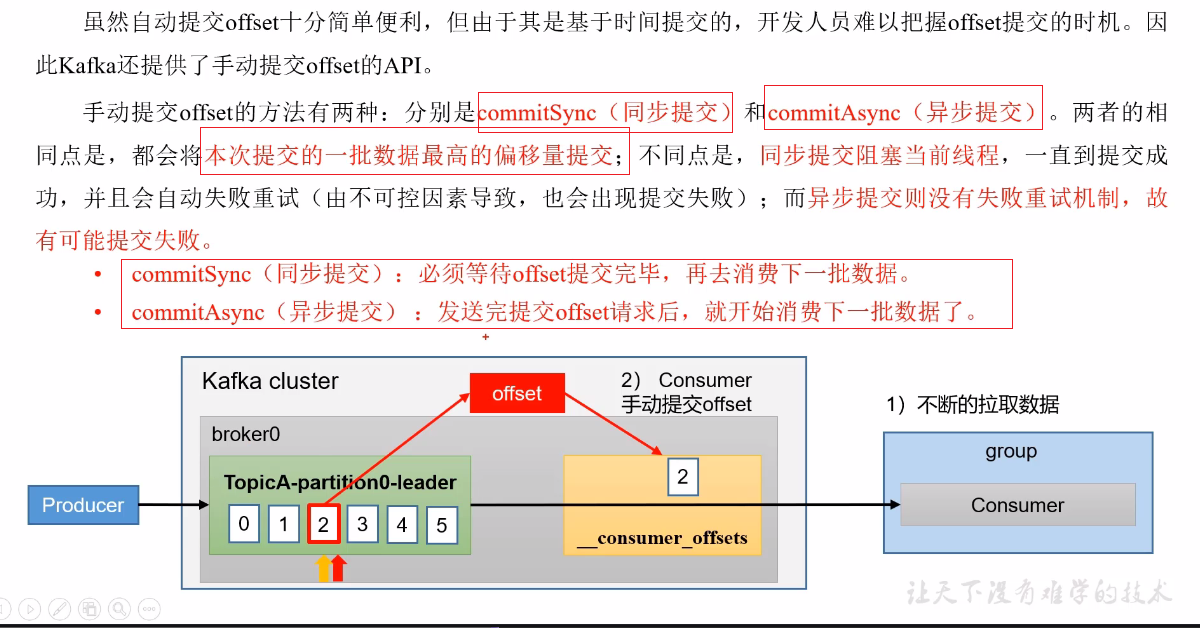 虽然自动提交offset十分简单便利，但由于其是基于时间提交的，开发人员难以把握offset提交的时机。因
此Kafka还提供了手动提交offset的API。
手动提交offset的方法有两种：分别是commitSync（同步提交）和commitAsync（异步提交）。两者的相
同点是，都会将本次提交的一批数据最高的偏移量提交；不同点是，同步提交阻塞当前线程，一直到提交成
功，并且会自动失败重试（由不可控因素导致，也会出现提交失败）；而异步提交则没有失败重试机制，故
有可能提交失败。
• commitSync（同步提交）：必须等待offset提交完毕，再去消费下一批数据。
• commitAsync（异步提交） ：发送完提交offset请求后，就开始消费下一批数据了。
Kafka cluster
offset
2） Consumer
手动提交offset
1）不断的拉取数据
broker0
group
TopicA-partition0-leader
2
Producer
0 1 2 3 4 5
Consumer
__consumer_offsets
让天下没有难学的技术